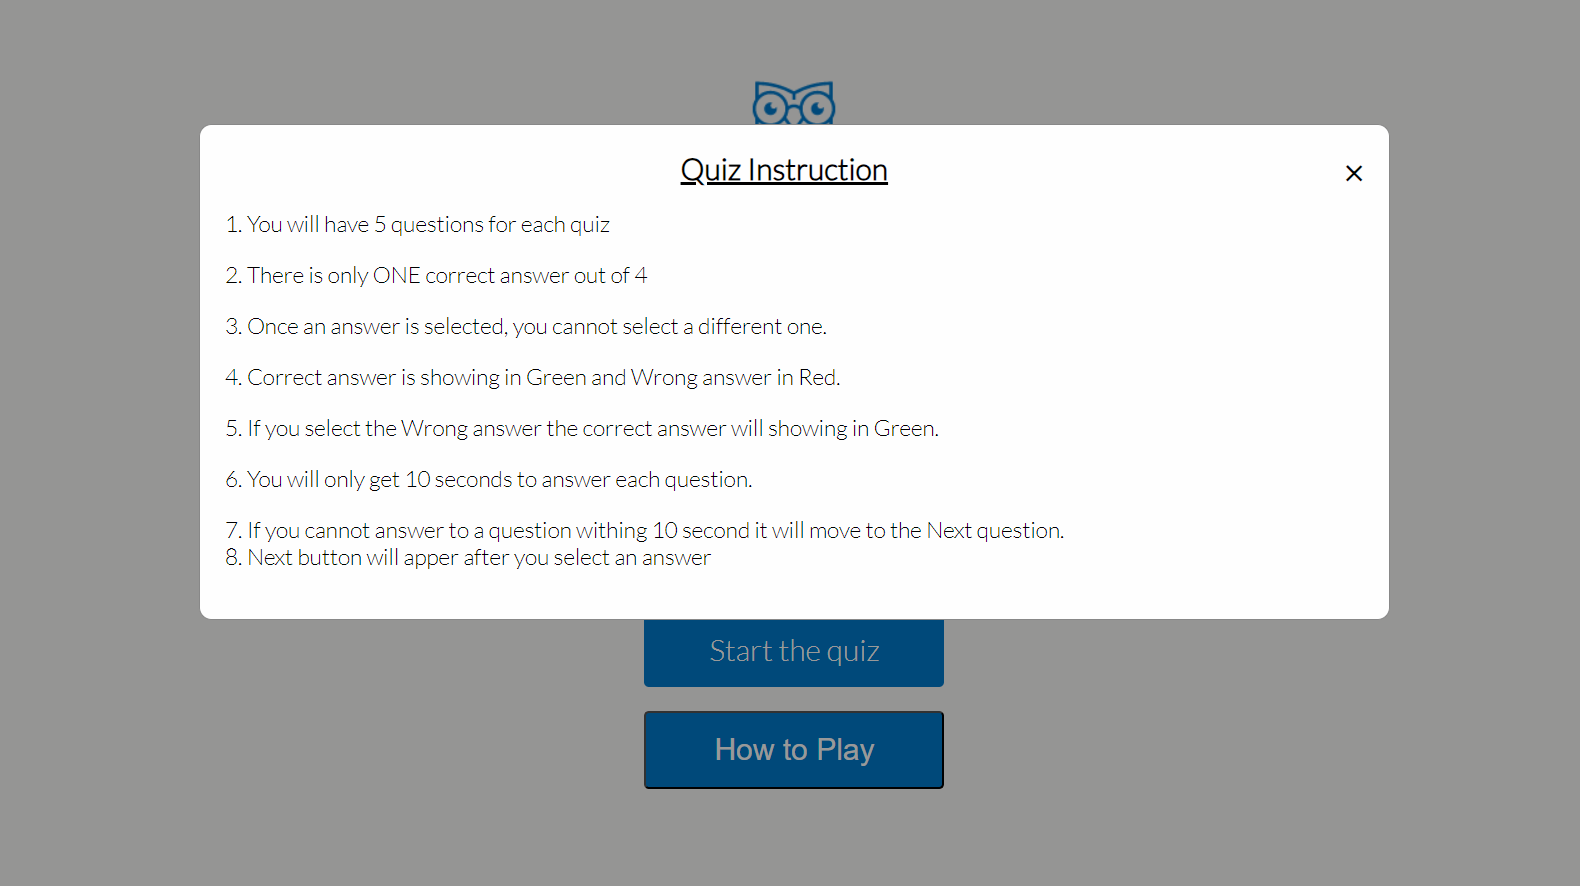 Quiz Instruction
×
1. You will have 5 questions for each quiz
2. There is only ONE correct answer out of 4
3. Once an answer is selected, you cannot select a different one.
4. Correct answer is showing in Green and Wrong answer in Red.
5. If you select the Wrong answer the correct answer will showing in Green.
6. You will only get 10 seconds to answer each question.
7. If you cannot answer to a question withing 10 second it will move to the Next question.
8. Next button will apper after you select an answer
Start the quiz
How to Play